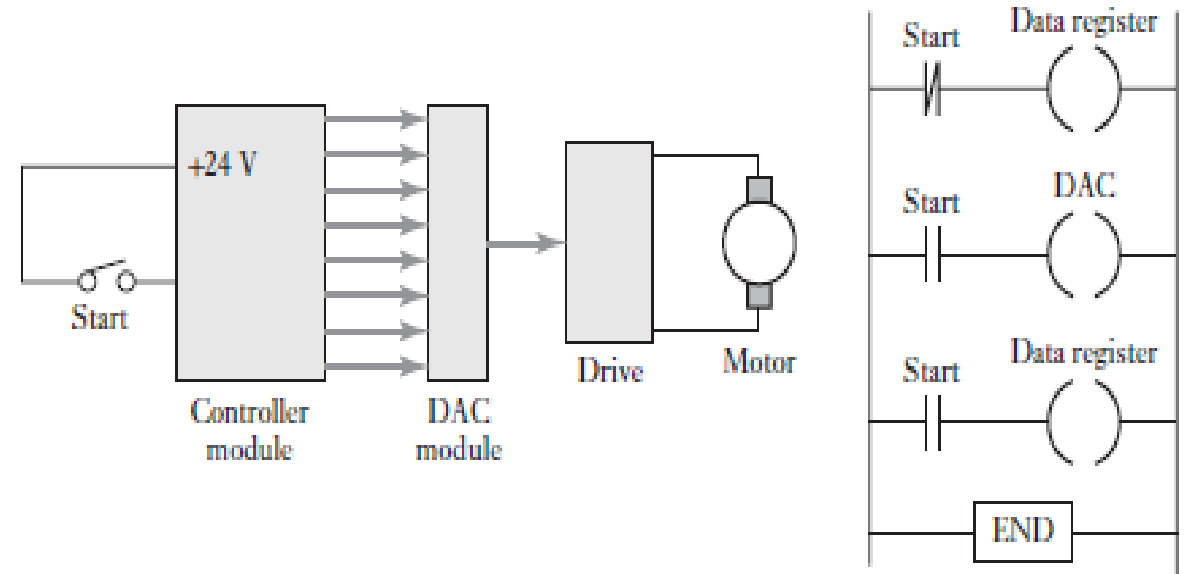 +24 V
Start
Controller
module
DAC
module
Drive
Motor
Start
Data register
Start
DAC
Start
Data register
END